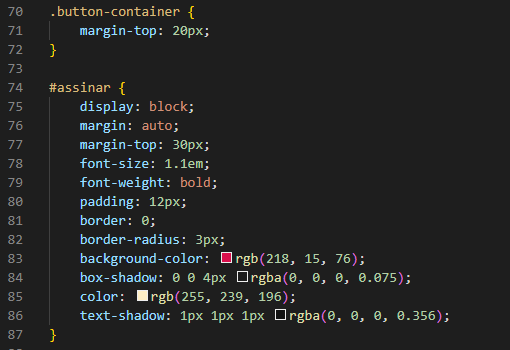 70 .button-container {
71     margin-top: 20px;
72 }
73
74 #assinar {
75     display: block;
76     margin: auto;
77     margin-top: 30px;
78     font-size: 1.1em;
79     font-weight: bold;
80     padding: 12px;
81     border: 0;
82     border-radius: 3px;
83     background-color: rgb(218, 15, 76);
84     box-shadow: 0 0 4px rgba(0, 0, 0, 0.075);
85     color: rgb(255, 239, 196);
86     text-shadow: 1px 1px 1px rgba(0, 0, 0, 0.356);
87 }